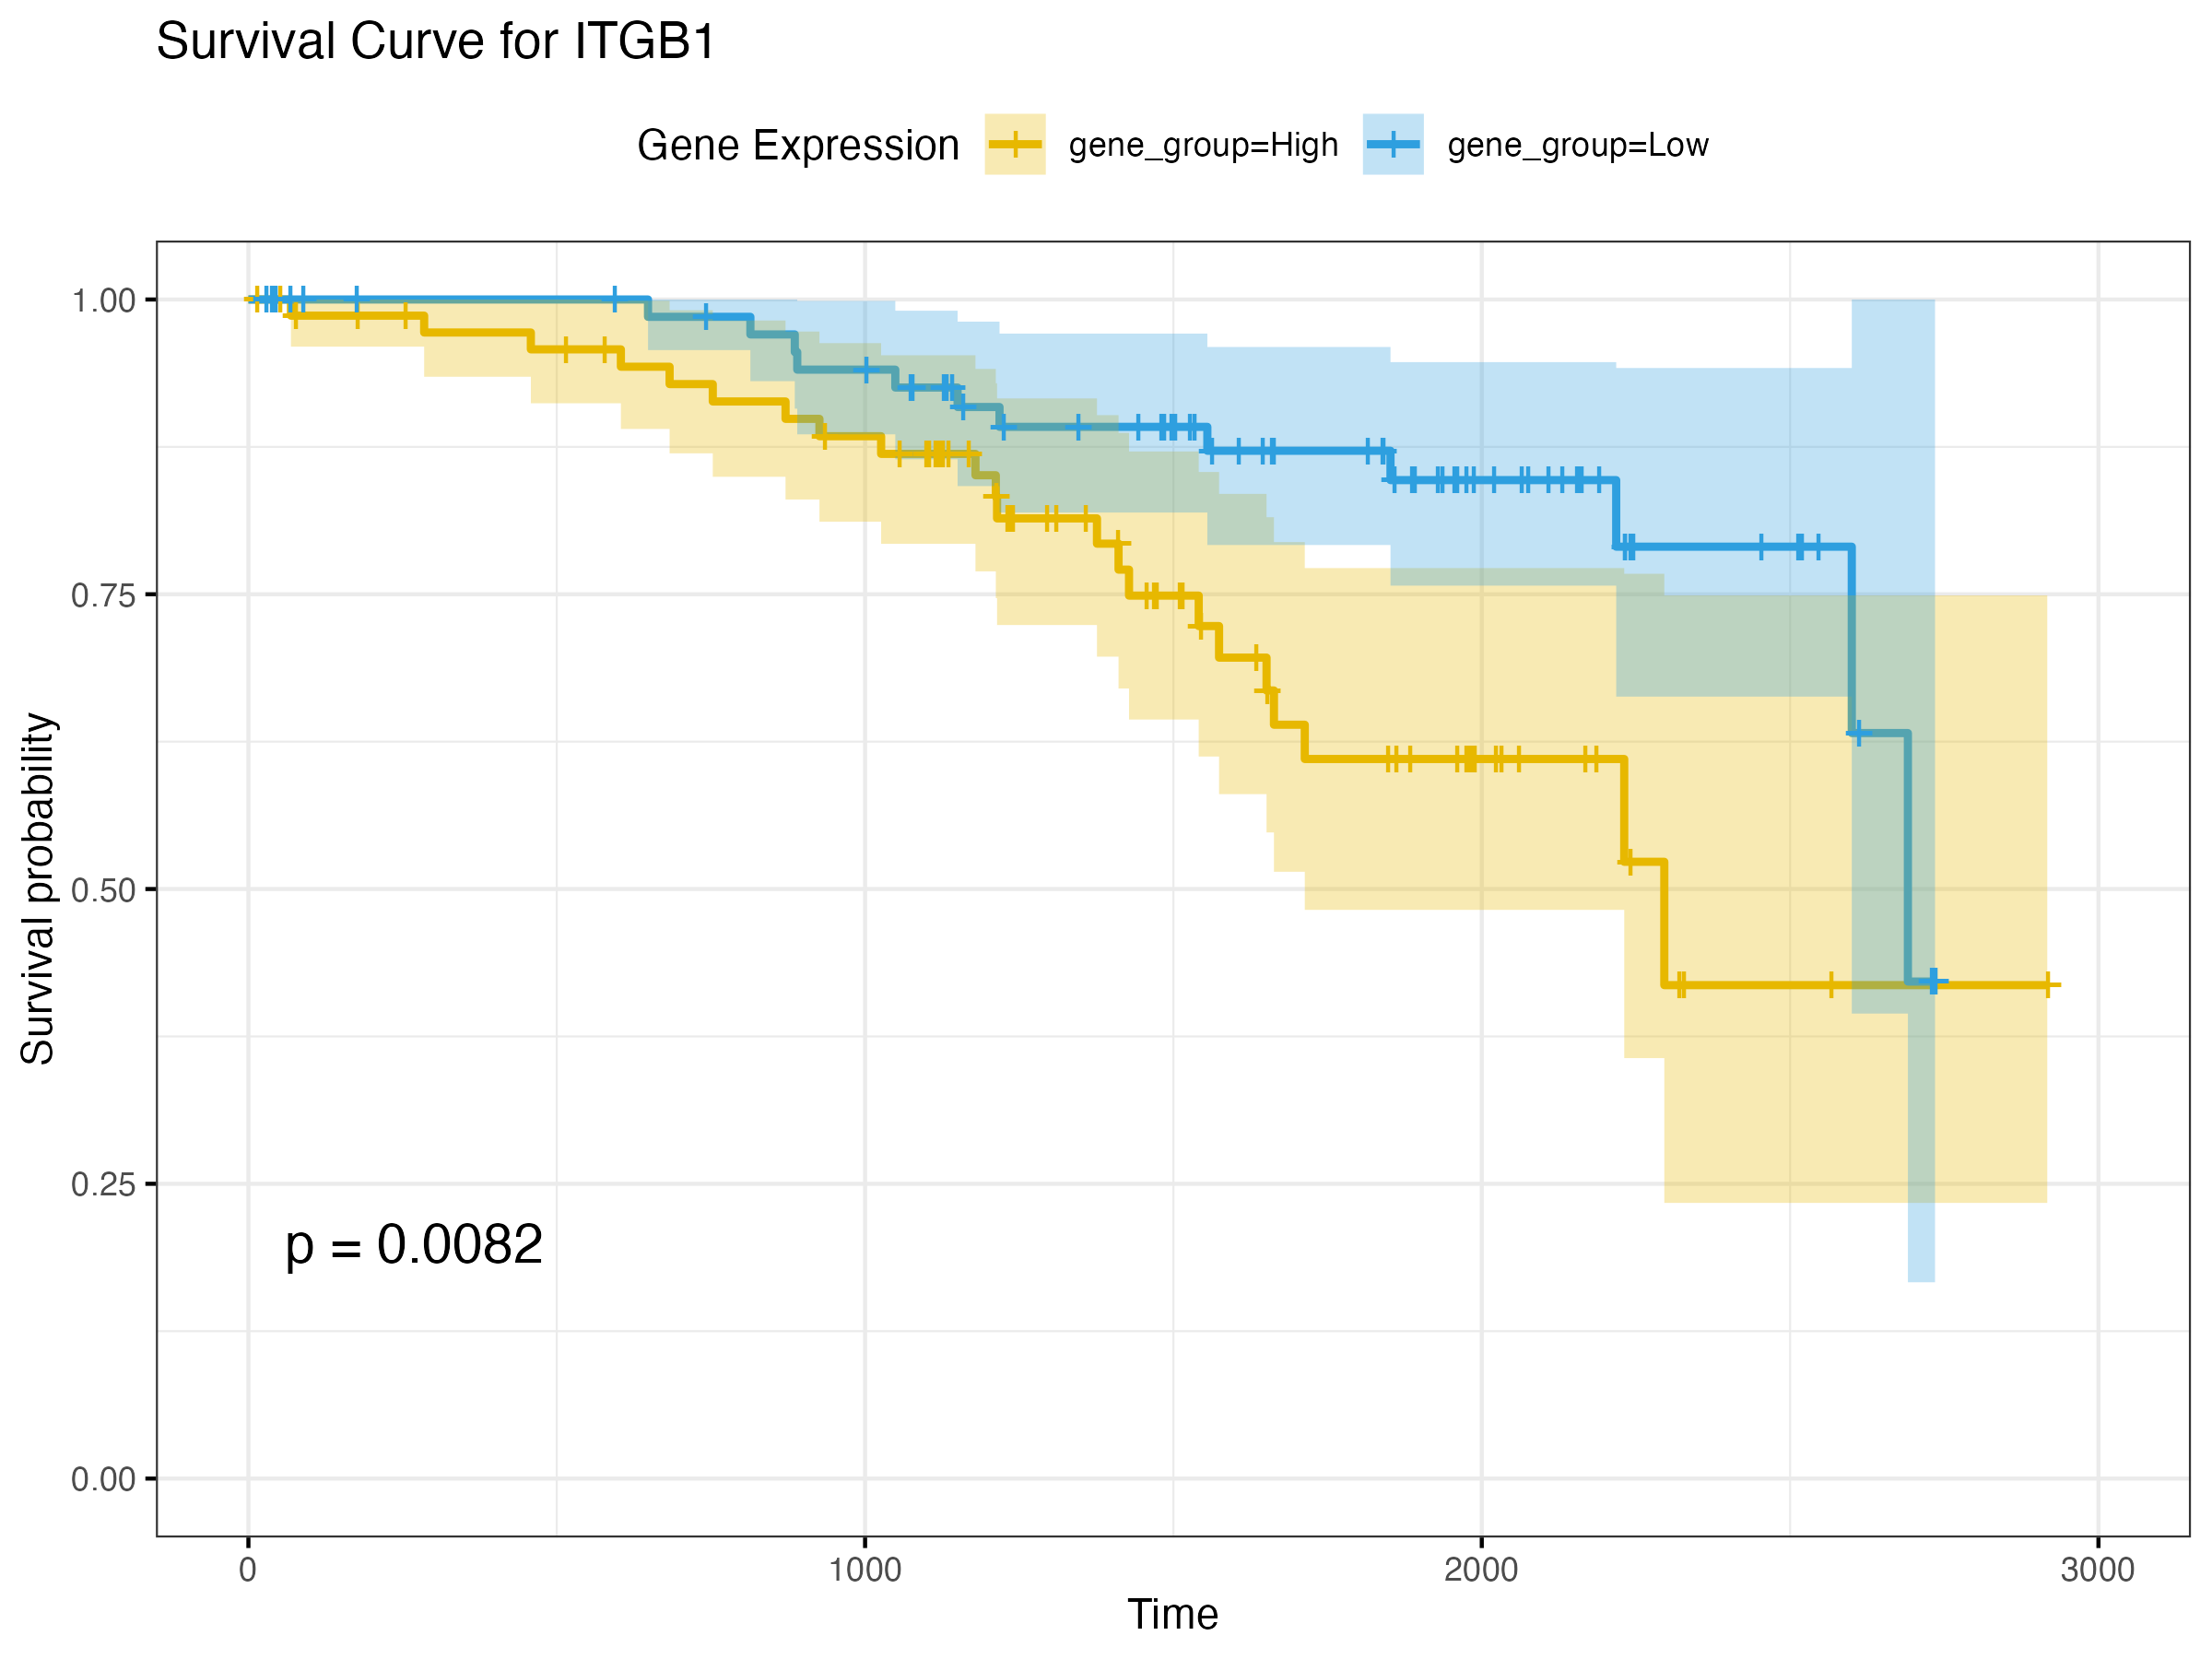 Survival Curve for ITGB1
Gene Expression gene_group=High gene_group=Low
Survival probability
1.00
0.75
0.50
0.25
0.00
p = 0.0082
0 1000 2000 3000
Time